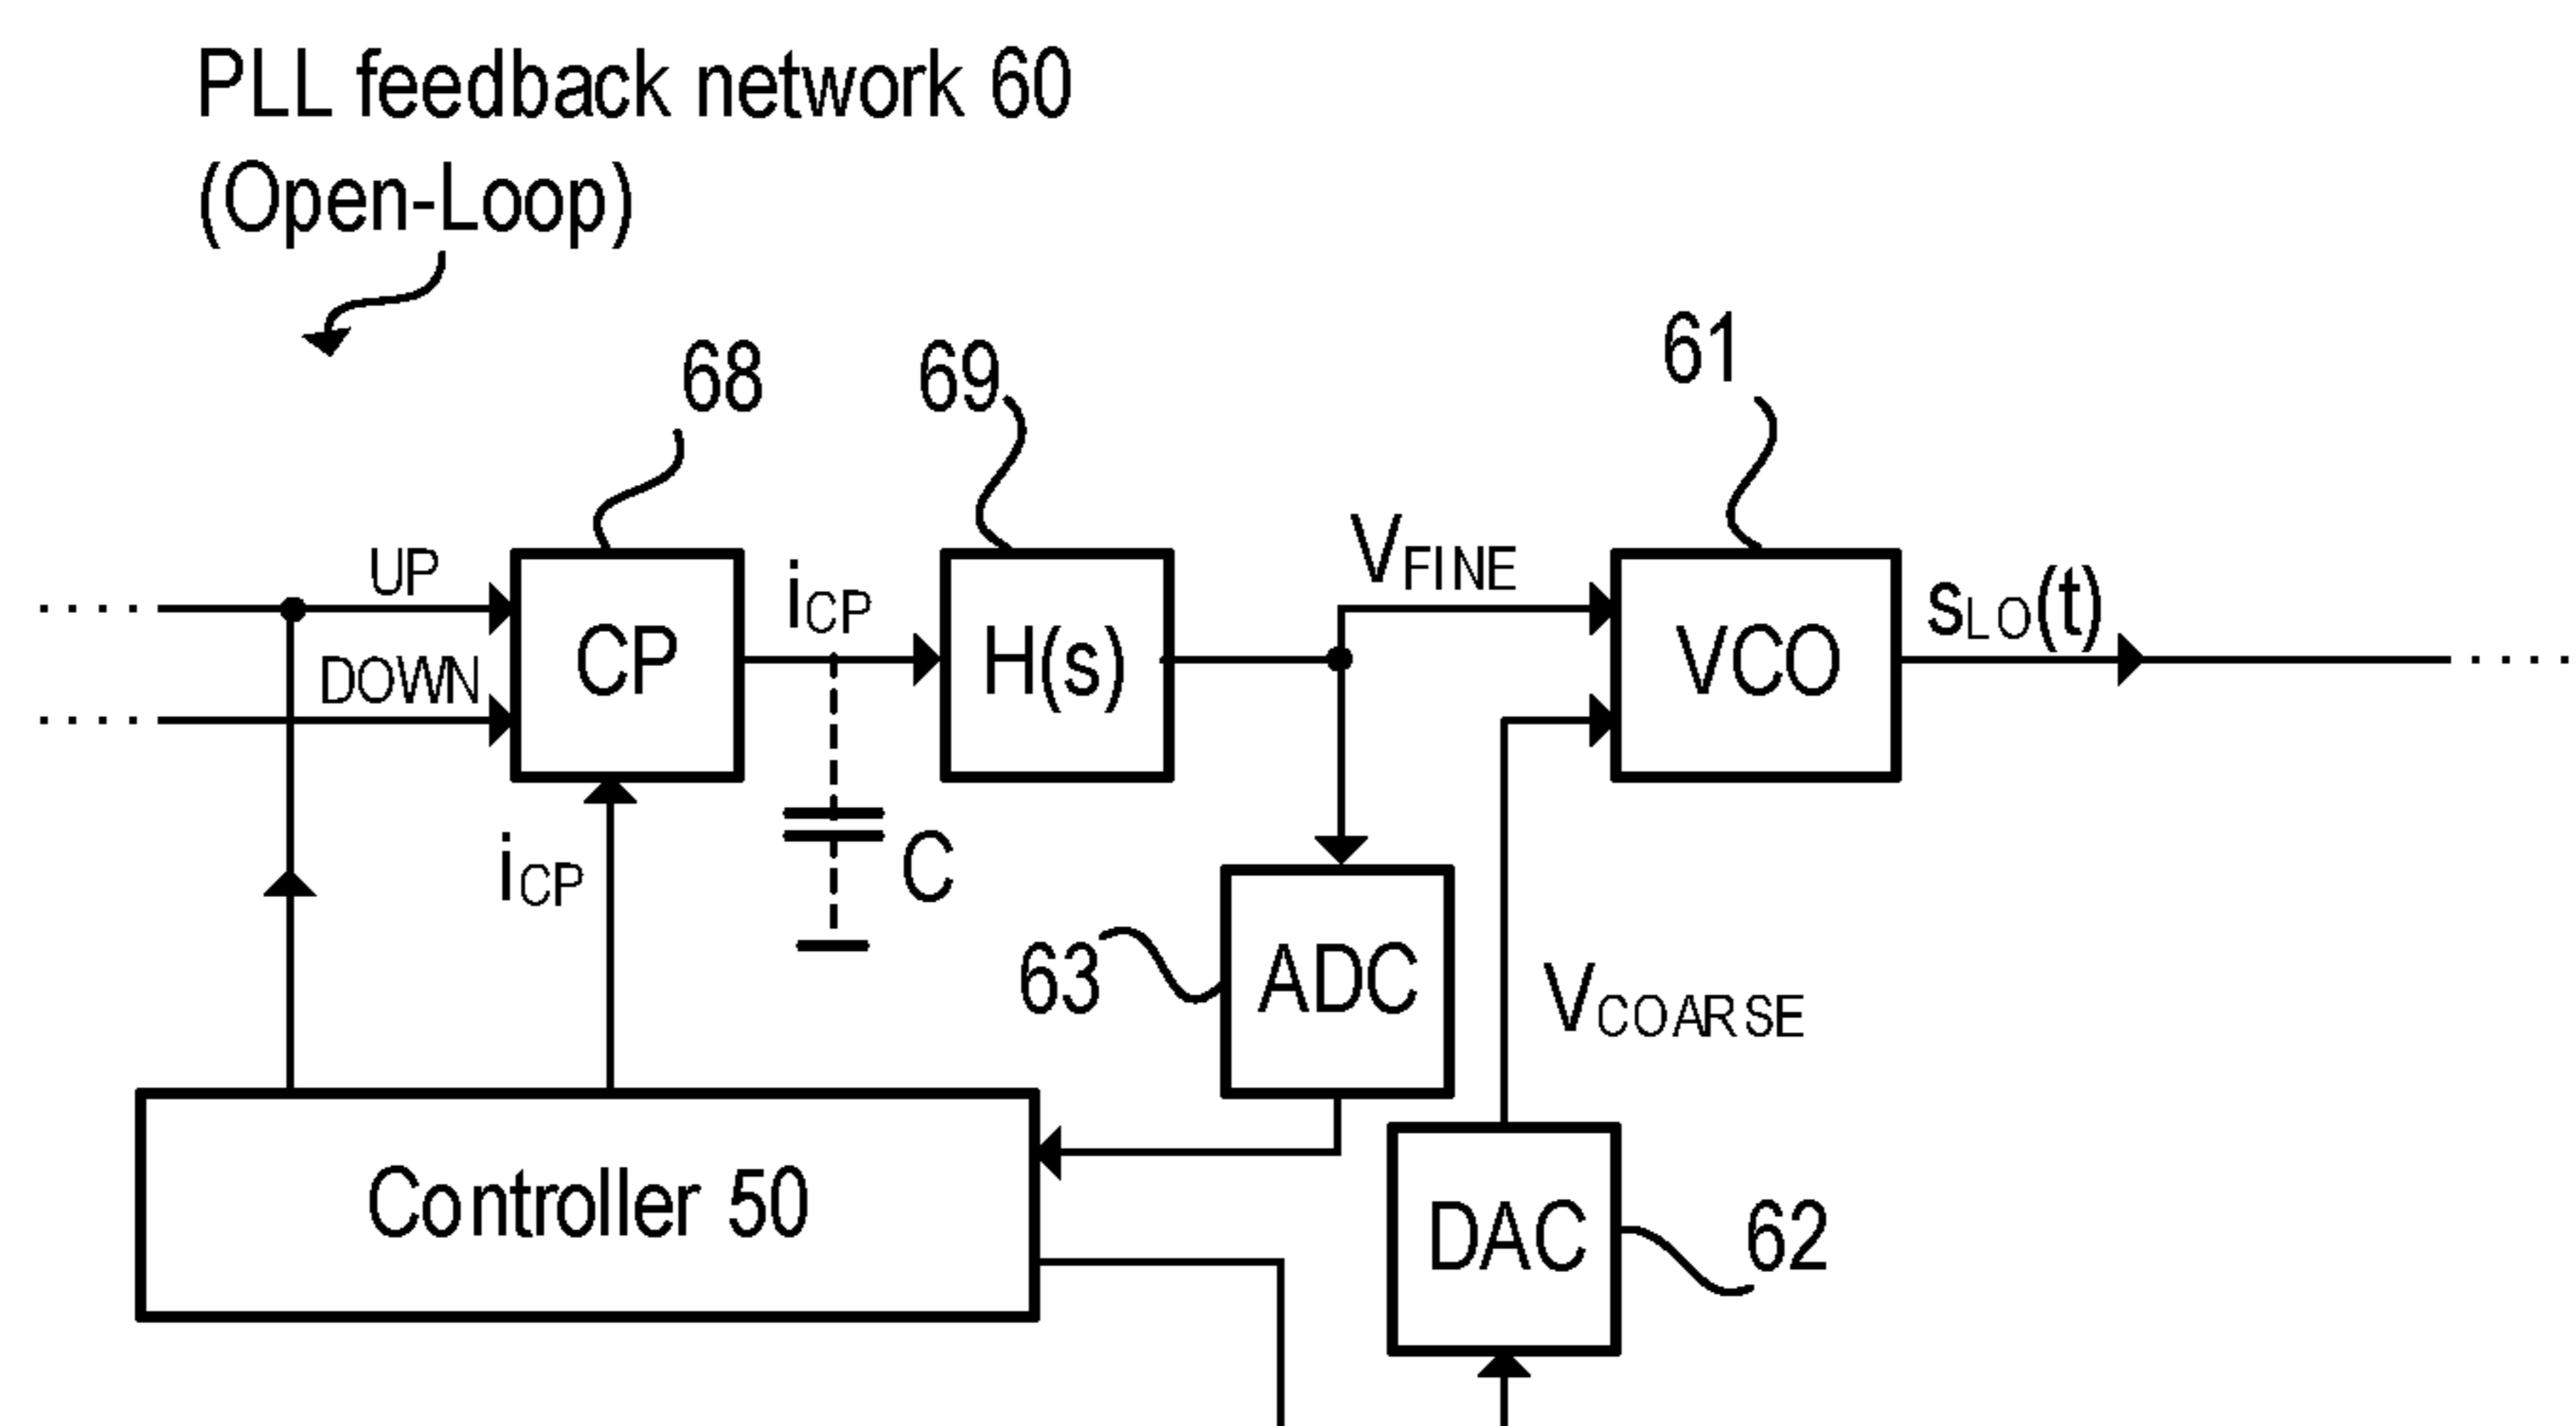 PLL feedback network 60
(Open-Loop)
68
69
61
UP
DOWN
CP
iCP
H(s)
VFINE
VCO
sLO(t)
iCP
C
63
ADC
VCOARSE
Controller 50
DAC
62